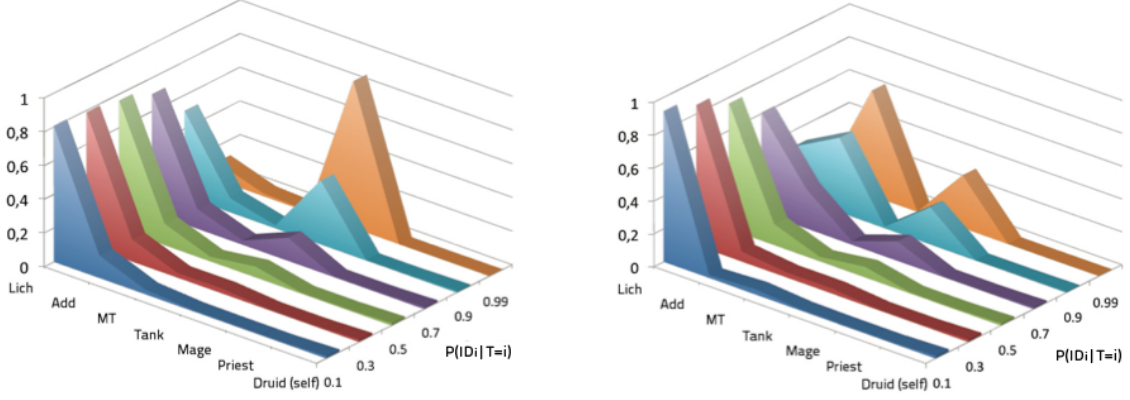 1
0,8
0,6
0,4
0,2
0
Lich
Add
MT
Tank
Mage
Priest
Druid (self)
0.1
0.3
0.5
0.7
0.9
0.99
P(IDi|T=i)
1
0,8
0,6
0,4
0,2
0
Lich
Add
MT
Tank
Mage
Priest
Druid (self)
0.1
0.3
0.5
0.7
0.9
0.99
P(IDi|T=i)